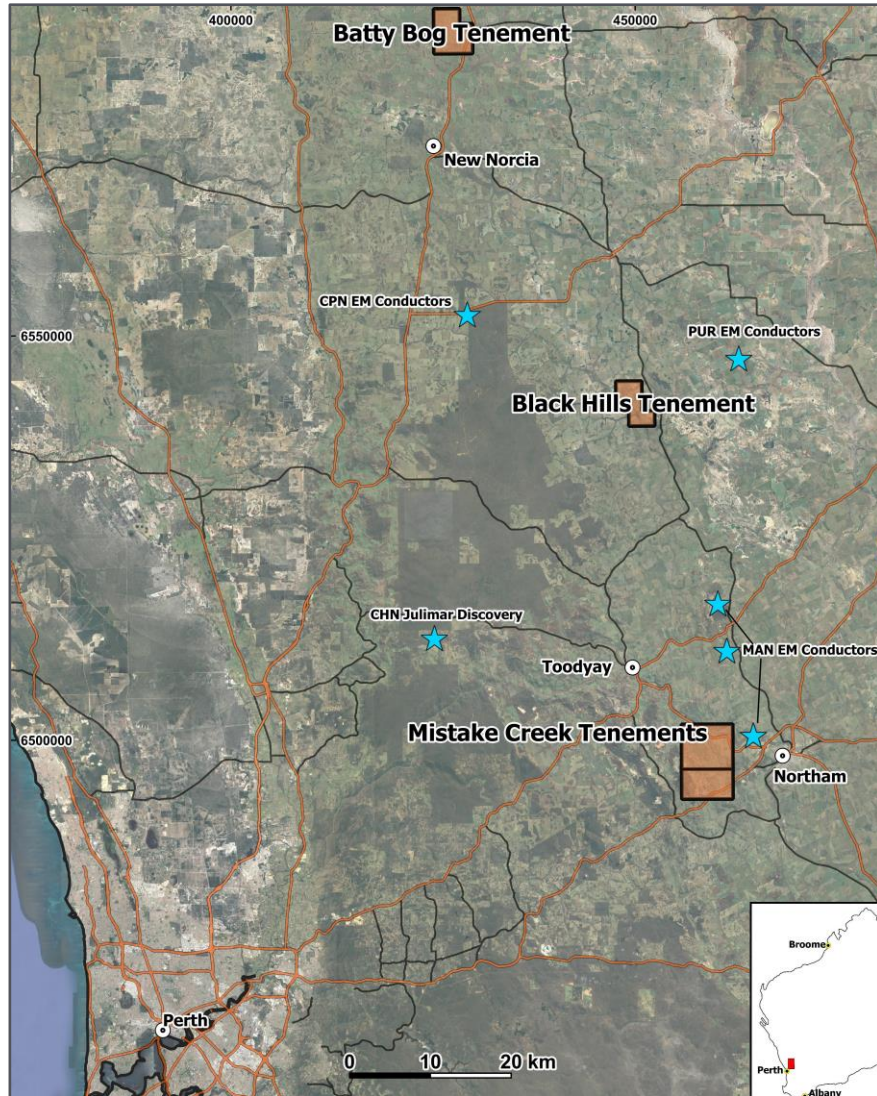 400000
450000
Batty Bog Tenement
New Norcia
CPN EM Conductors
6550000
PUR EM Conductors
Black Hills Tenement
CHN Julimar Discovery
Toodyay
MAN EM Conductors
Mistake Creek Tenements
6500000
Northam
Broome
Perth
0 10 20 km
Perth
Albany